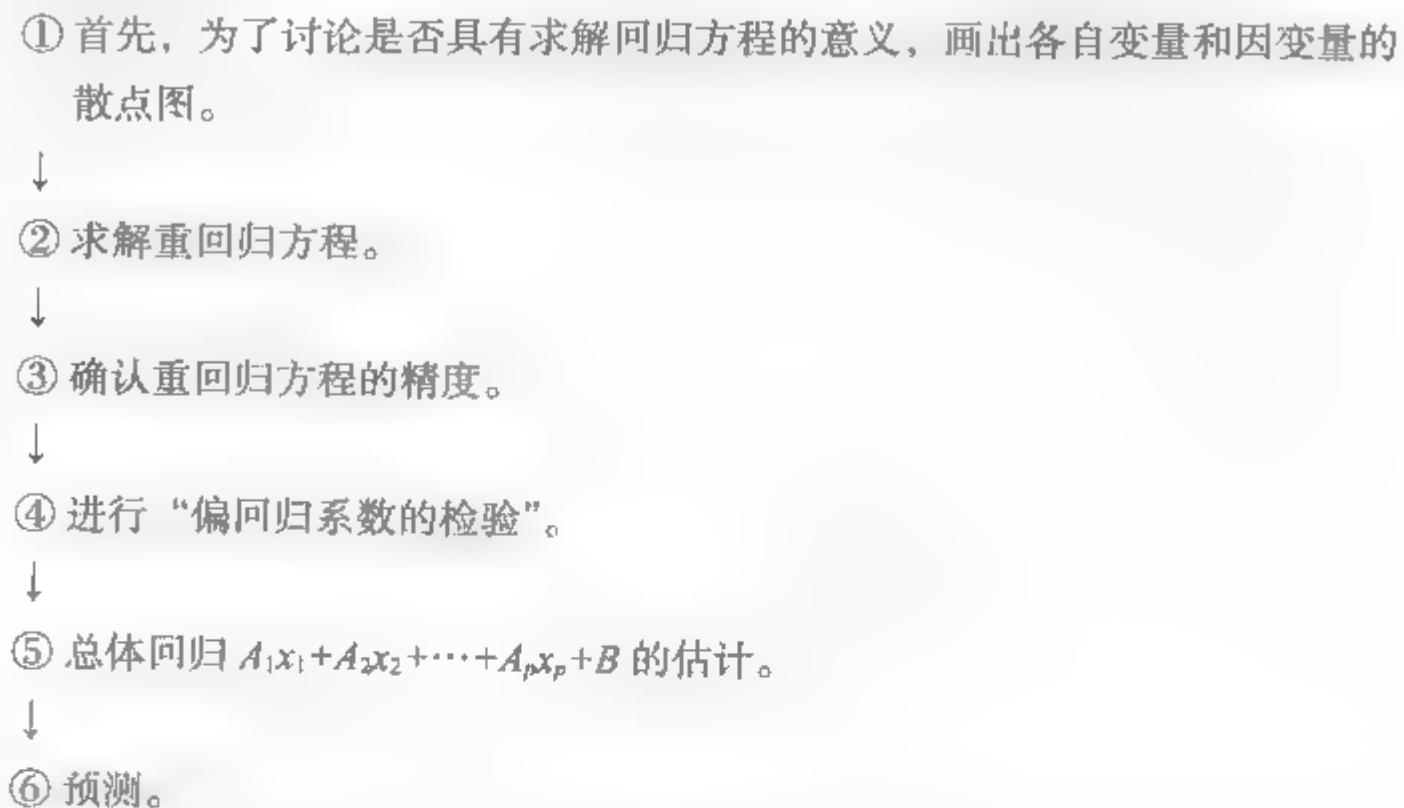 ① 首先，为了讨论是否具有求解回归方程的意义，画出各自变量和因变量的
散点图。
↓
② 求解重回归方程。
↓
③ 确认重回归方程的精度。
↓
④ 进行“偏回归系数的检验”。
↓
⑤ 总体回归 A₁x₁+A₂x₂+⋯+Aₚxₚ+B 的估计。
↓
⑥ 预测。